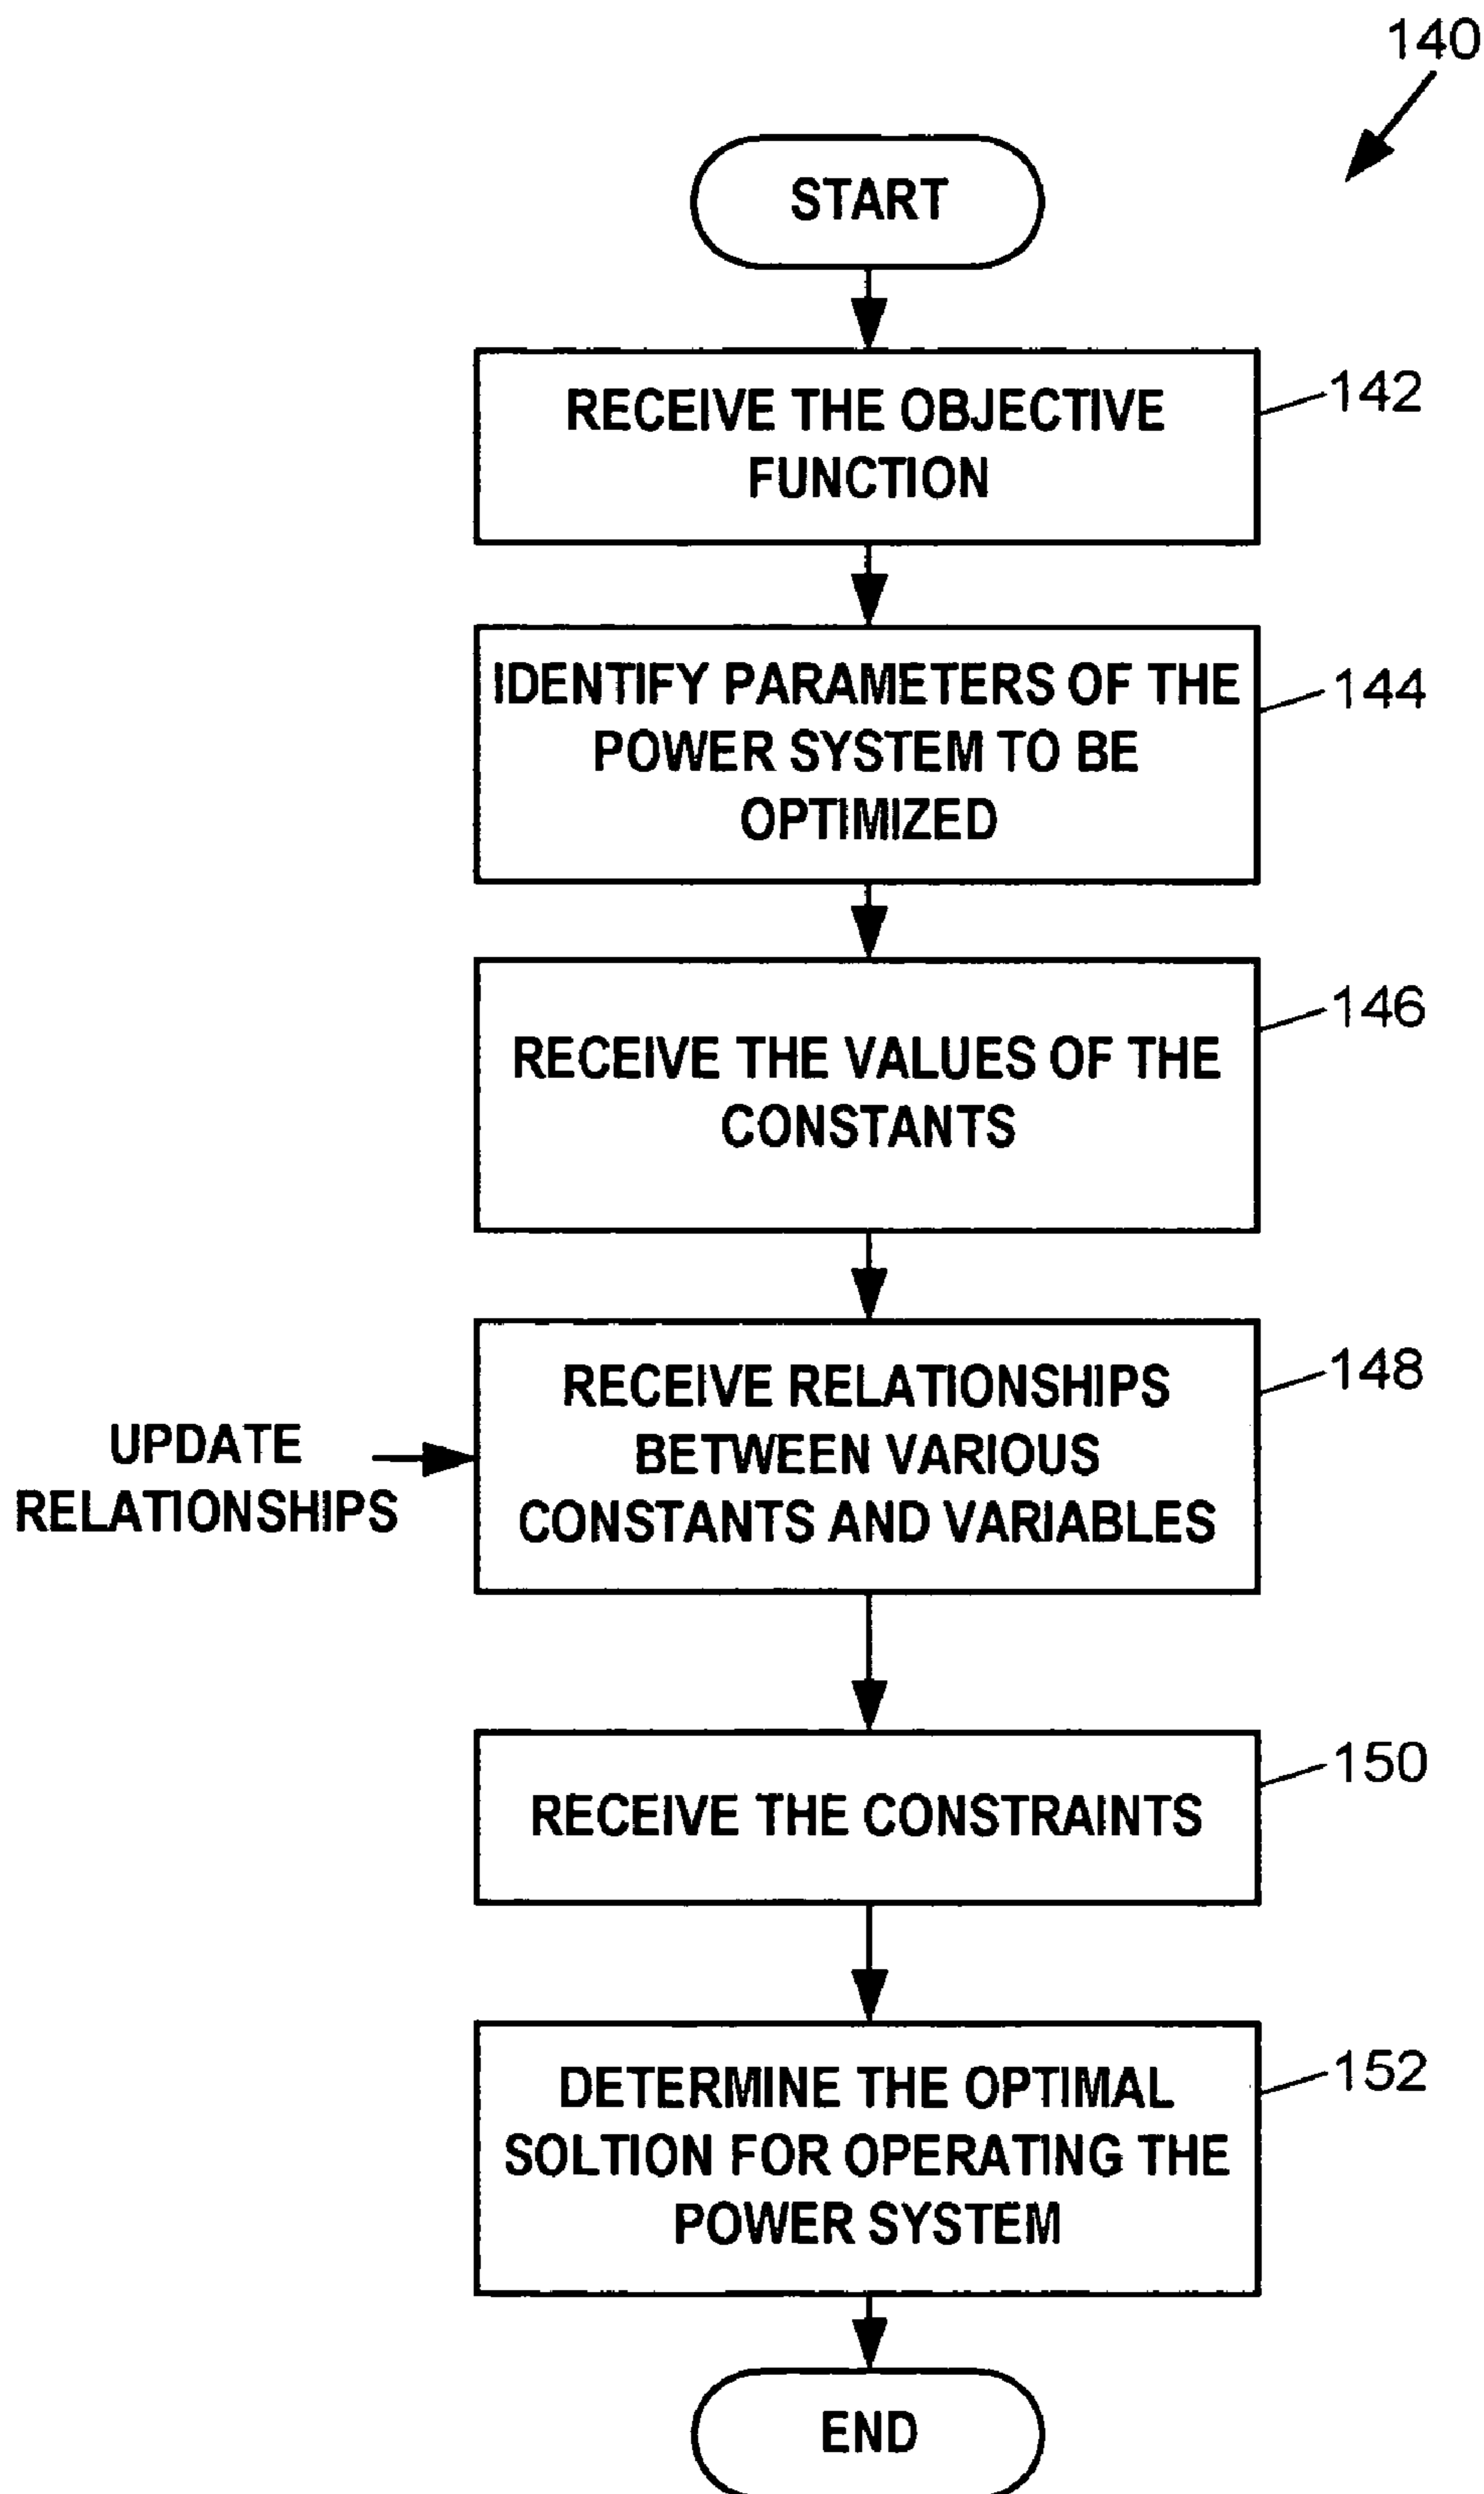 140
START
RECEIVE THE OBJECTIVE
FUNCTION
142
IDENTIFY PARAMETERS OF THE
POWER SYSTEM TO BE
OPTIMIZED
144
RECEIVE THE VALUES OF THE
CONSTANTS
146
UPDATE
RELATIONSHIPS
RECEIVE RELATIONSHIPS
BETWEEN VARIOUS
CONSTANTS AND VARIABLES
148
RECEIVE THE CONSTRAINTS
150
DETERMINE THE OPTIMAL
SOLTION FOR OPERATING THE
POWER SYSTEM
152
END